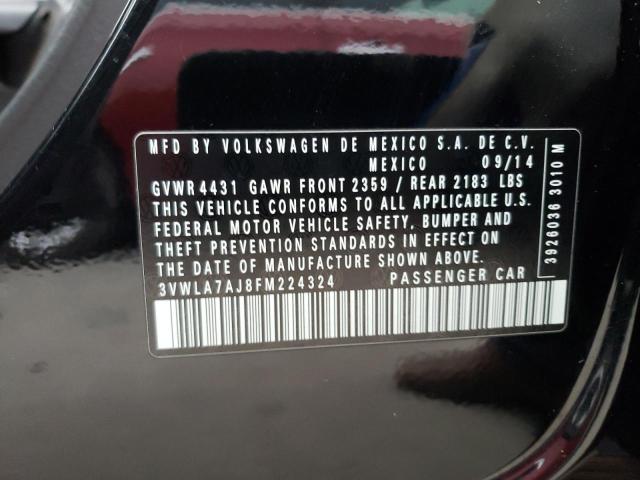 MFD BY VOLKSWAGEN DE MEXICO S.A. DE C.V.
MEXICO 09/14
GVWR 4431 GAWR FRONT 2359 / REAR 2183 LBS
THIS VEHICLE CONFORMS TO ALL APPLICABLE U.S.
FEDERAL MOTOR VEHICLE SAFETY, BUMPER AND
THEFT PREVENTION STANDARDS IN EFFECT ON
THE DATE OF MANUFACTURE SHOWN ABOVE.
3VWLA7AJ8FM224324 PASSENGER CAR
3926036 3010 M